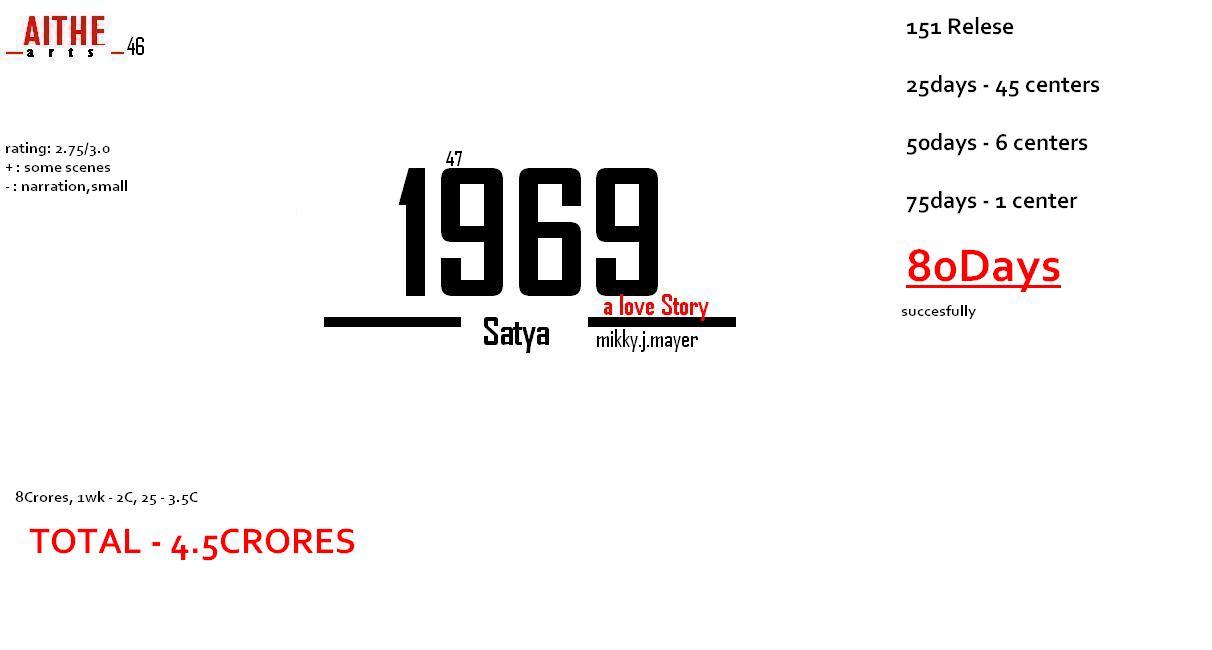 AITHE
arts 46
rating: 2.75/3.0
+ : some scenes
- : narration,small
47
1969
a love Story
Satya
mikky.j.mayer
151 Relese
25days - 45 centers
50days - 6 centers
75days - 1 center
80Days
succesfully
8Crores, 1wk - 2C, 25 - 3.5C
TOTAL - 4.5CRORES